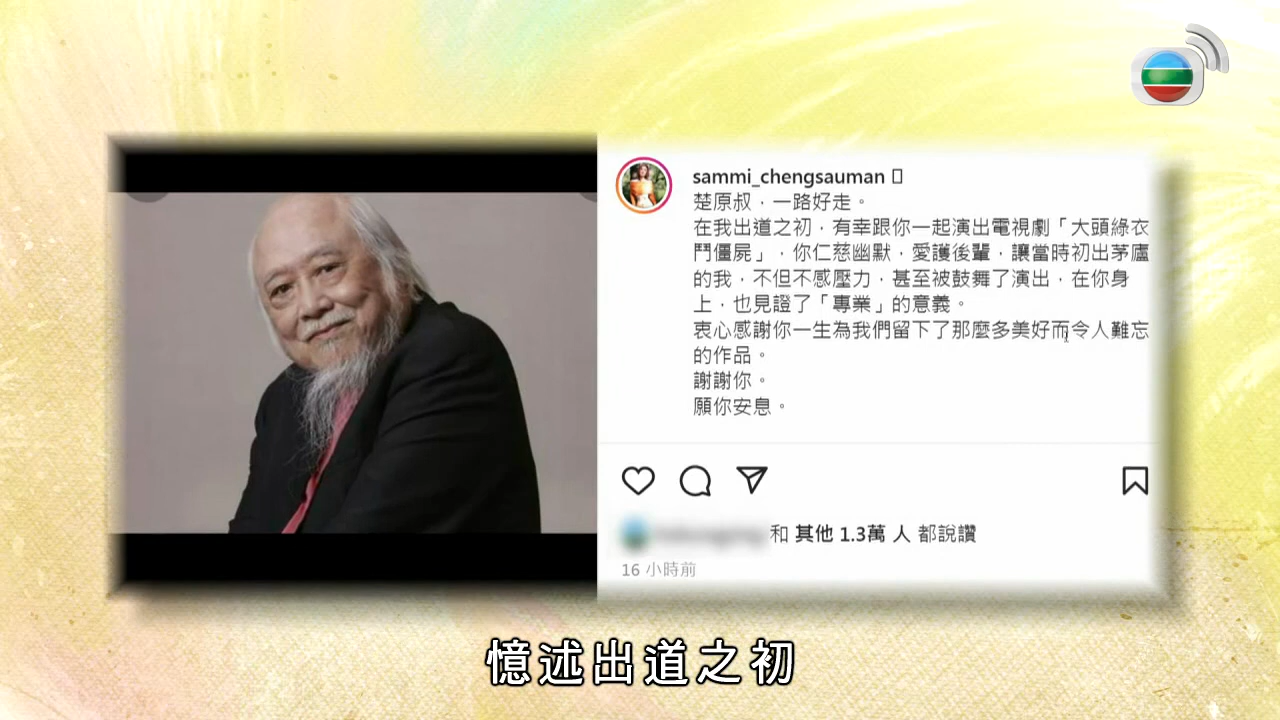 sammi_chengsauman
楚原叔，一路好走。
在我出道之初，有幸跟你一起演出電視劇「大頭綠衣
鬥僵屍」，你仁慈幽默，愛護後輩，讓當時初出茅廬
的我，不但不感壓力，甚至被鼓舞了演出，在你身
上，也見證了「專業」的意義。
衷心感謝你一生為我們留下了那麼多美好而令人難忘
的作品。
謝謝你。
願你安息。
和 其他 1.3萬 人 都說讚
16 小時前
憶述出道之初